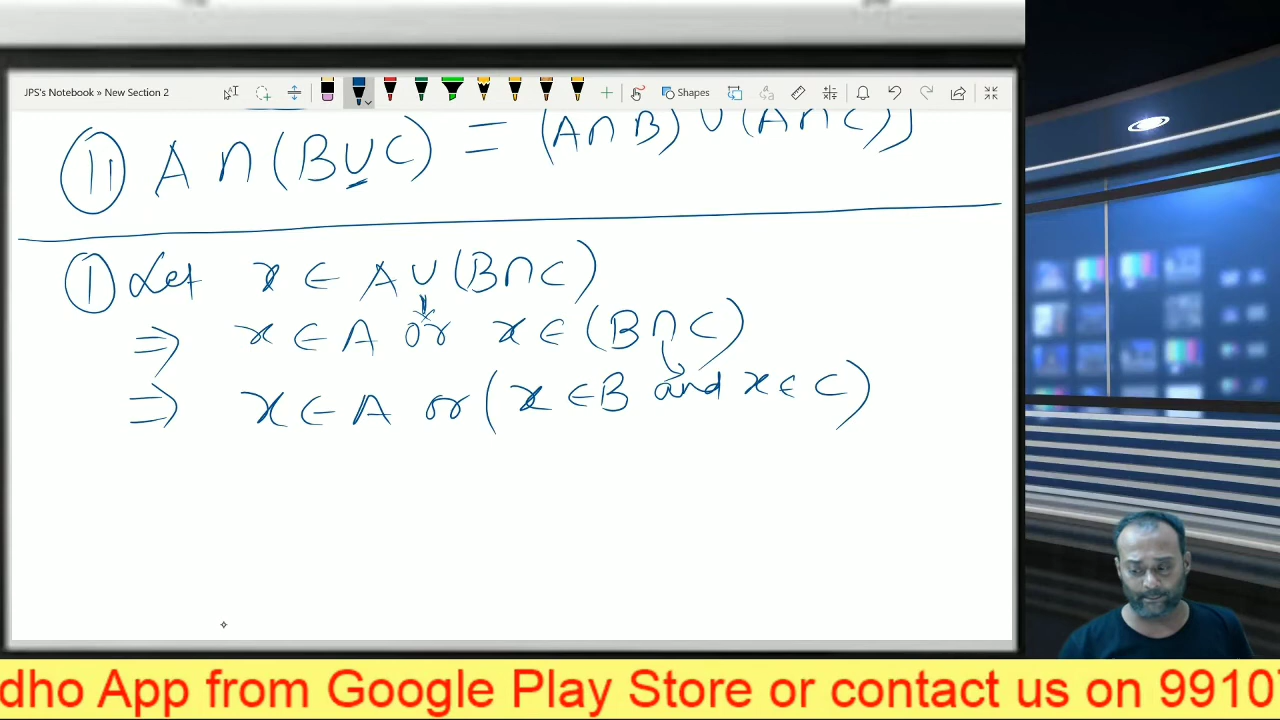 JPS's Notebook » New Section 2
Shapes
II A ∩ (B ∪ C) = (A ∩ B) ∪ (A ∩ C)}
I Let x ∈ A ∪ (B ∩ C)
⇒ x ∈ A or x ∈ (B ∩ C)
⇒ x ∈ A or (x ∈ B and x ∈ C)
dho App from Google Play Store or contact us on 9910